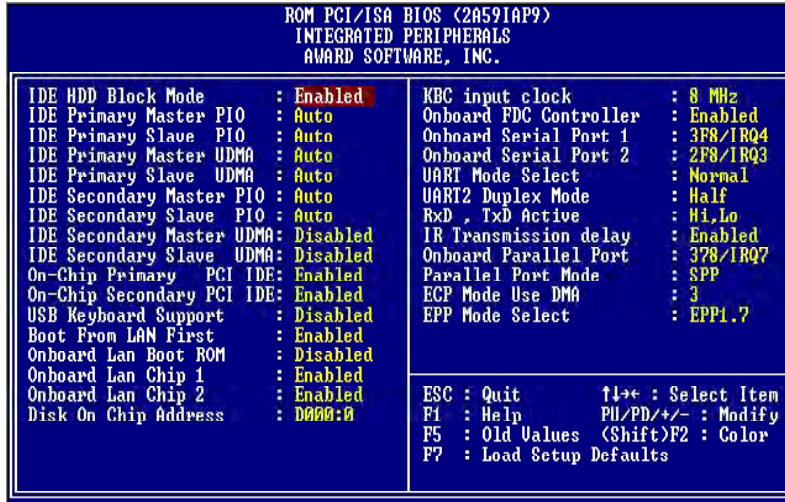 ROM PCI/ISA BIOS (2A59IAP9)
INTEGRATED PERIPHERALS
AWARD SOFTWARE, INC.
IDE HDD Block Mode : Enabled
IDE Primary Master PIO : Auto
IDE Primary Slave PIO : Auto
IDE Primary Master UDMA : Auto
IDE Primary Slave UDMA : Auto
IDE Secondary Master PIO : Auto
IDE Secondary Slave PIO : Auto
IDE Secondary Master UDMA: Disabled
IDE Secondary Slave UDMA: Disabled
On-Chip Primary PCI IDE: Enabled
On-Chip Secondary PCI IDE: Enabled
USB Keyboard Support : Disabled
Boot From LAN First : Enabled
Onboard Lan Boot ROM : Disabled
Onboard Lan Chip 1 : Enabled
Onboard Lan Chip 2 : Enabled
Disk On Chip Address : D000:0
KBC input clock : 8 MHz
Onboard FDC Controller : Enabled
Onboard Serial Port 1 : 3F8/IRQ4
Onboard Serial Port 2 : 2F8/IRQ3
UART Mode Select : Normal
UART2 Duplex Mode : Half
RxD , TxD Active : Hi,Lo
IR Transmission delay : Enabled
Onboard Parallel Port : 378/IRQ7
Parallel Port Mode : SPP
ECP Mode Use DMA : 3
EPP Mode Select : EPP1.7
ESC : Quit ↑↓→← : Select Item
F1 : Help PU/PD/+/- : Modify
F5 : Old Values (Shift)F2 : Color
F7 : Load Setup Defaults